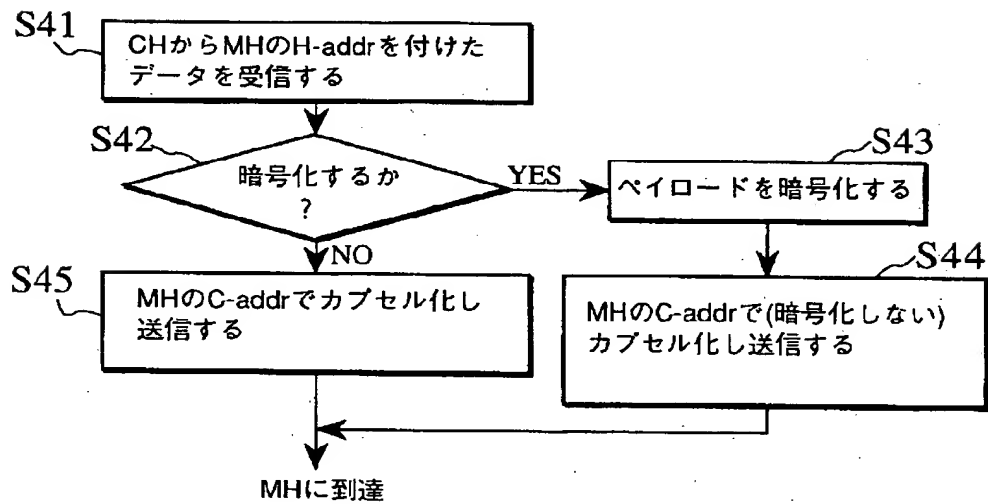 S41
CHからMHのH-addrを付けた
データを受信する
S42
暗号化するか
?
YES
S43
ペイロードを暗号化する
NO
S45
MHのC-addrでカプセル化し
送信する
S44
MHのC-addrで(暗号化しない)
カプセル化し送信する
MHに到達